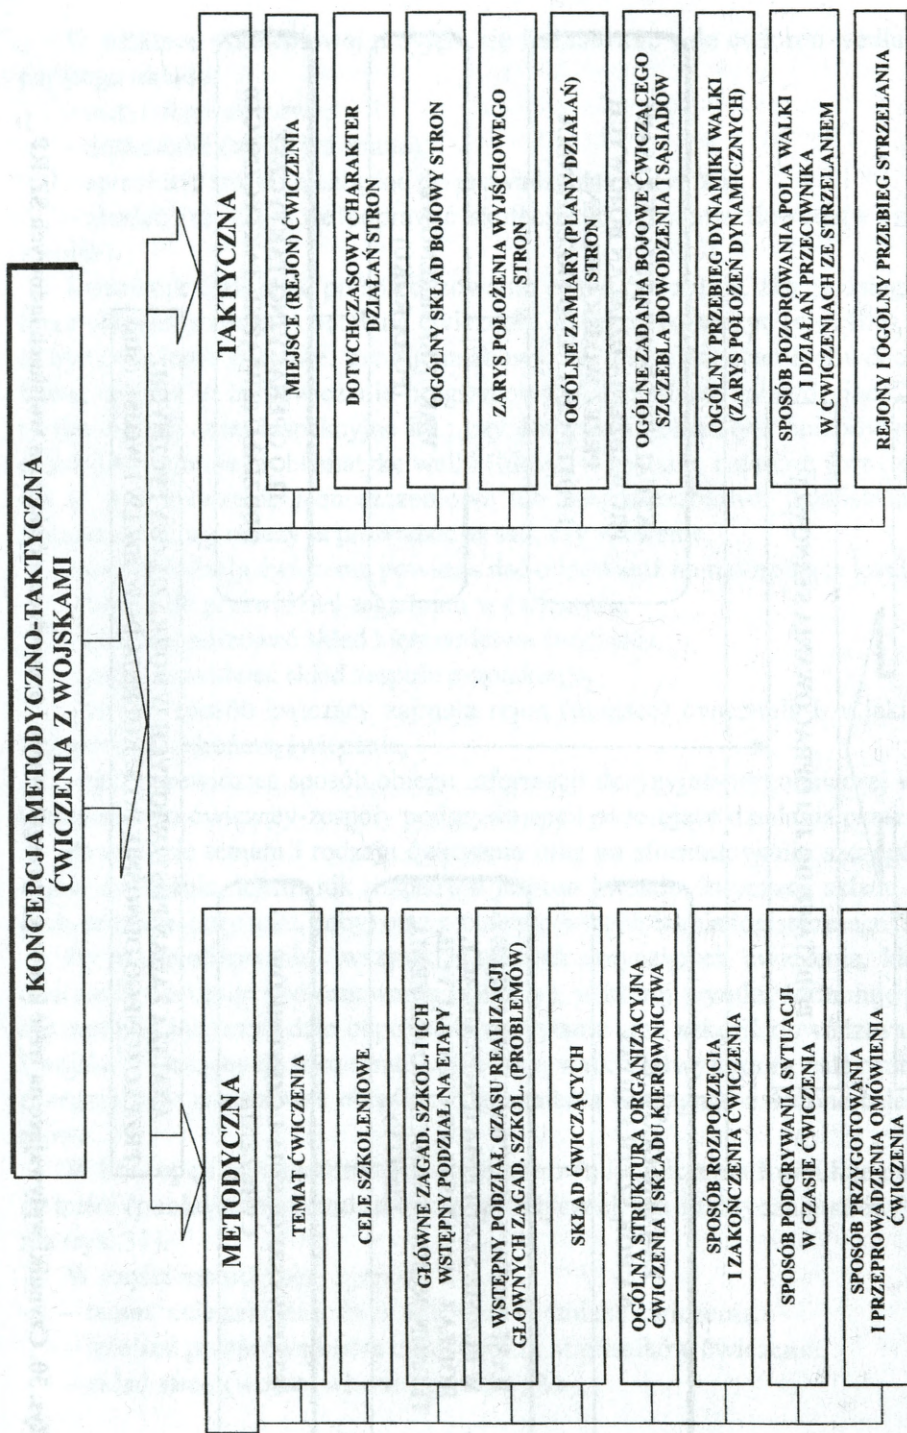 KONCEPCJA METODYCZNO-TAKTYCZNA
ĆWICZENIA Z WOJSKAMI
METODYCZNA
TEMAT ĆWICZENIA
CELE SZKOLENIOWE
GŁÓWNE ZAGAD. SZKOL. I ICH
WSTĘPNY PODZIAŁ NA ETAPY
WSTĘPNY PODZIAŁ CZASU REALIZACJI
GŁÓWNYCH ZAGAD. SZKOL. (PROBLEMÓW)
SKŁAD ĆWICZĄCYCH
OGÓLNA STRUKTURA ORGANIZACYJNA
ĆWICZENIA I SKŁADU KIEROWNICTWA
SPOSÓB ROZPOCZĘCIA
I ZAKOŃCZENIA ĆWICZENIA
SPOSÓB PODGRYWANIA SYTUACJI
W CZASIE ĆWICZENIA
SPOSÓB PRZYGOTOWANIA
I PRZEPROWADZENIA OMÓWIENIA
ĆWICZENIA
TAKTYCZNA
MIEJSCE (REJON) ĆWICZENIA
DOTYCHCZASOWY CHARAKTER
DZIAŁAŃ STRON
OGÓLNY SKŁAD BOJOWY STRON
ZARYS POŁOŻENIA WYJŚCIOWEGO
STRON
OGÓLNE ZAMIARY (PLANY DZIAŁAŃ)
STRON
OGÓLNE ZADANIA BOJOWE ĆWICZĄCEGO
SZCZEBLA DOWODZENIA I SĄSIADÓW
OGÓLNY PRZEBIEG DYNAMIKI WALKI
(ZARYS POŁOŻEŃ DYNAMICZNYCH)
SPOSÓB POZOROWANIA POLA WALKI
I DZIAŁAŃ PRZECIWNIKA
W ĆWICZENIACH ZE STRZELANIEM
REJONY I OGÓLNY PRZEBIEG STRZELANIA